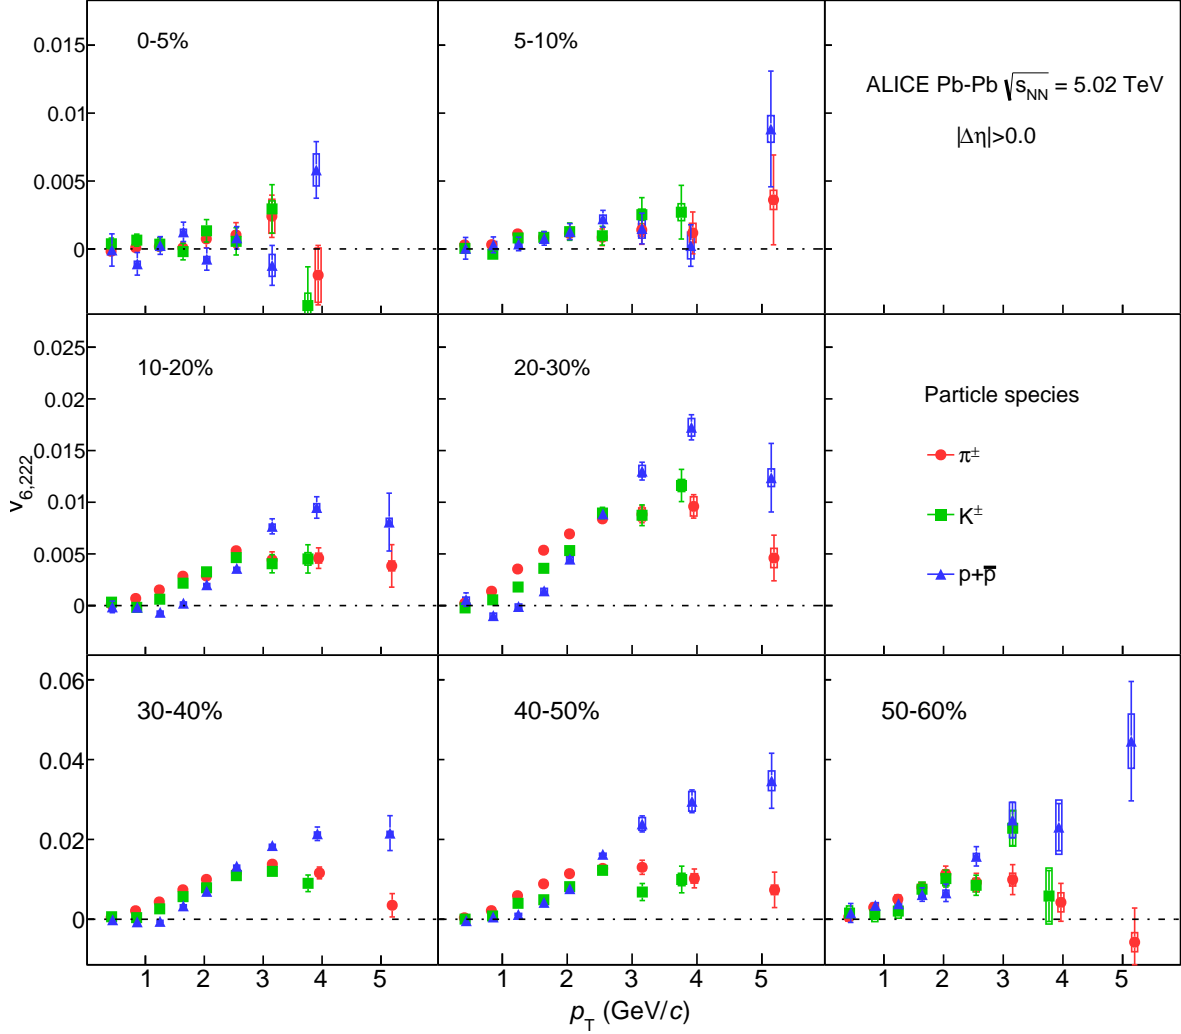 0-5%
5-10%
ALICE Pb-Pb √s_NN = 5.02 TeV
|Δη|>0.0
0.015
0.01
0.005
0
10-20%
20-30%
0.025
0.02
0.015
0.01
0.005
0
Particle species
π±
K±
p+p̅
v_6,222
30-40%
40-50%
50-60%
0.06
0.04
0.02
0
1 2 3 4 5
1 2 3 4 5
1 2 3 4 5
p_T (GeV/c)